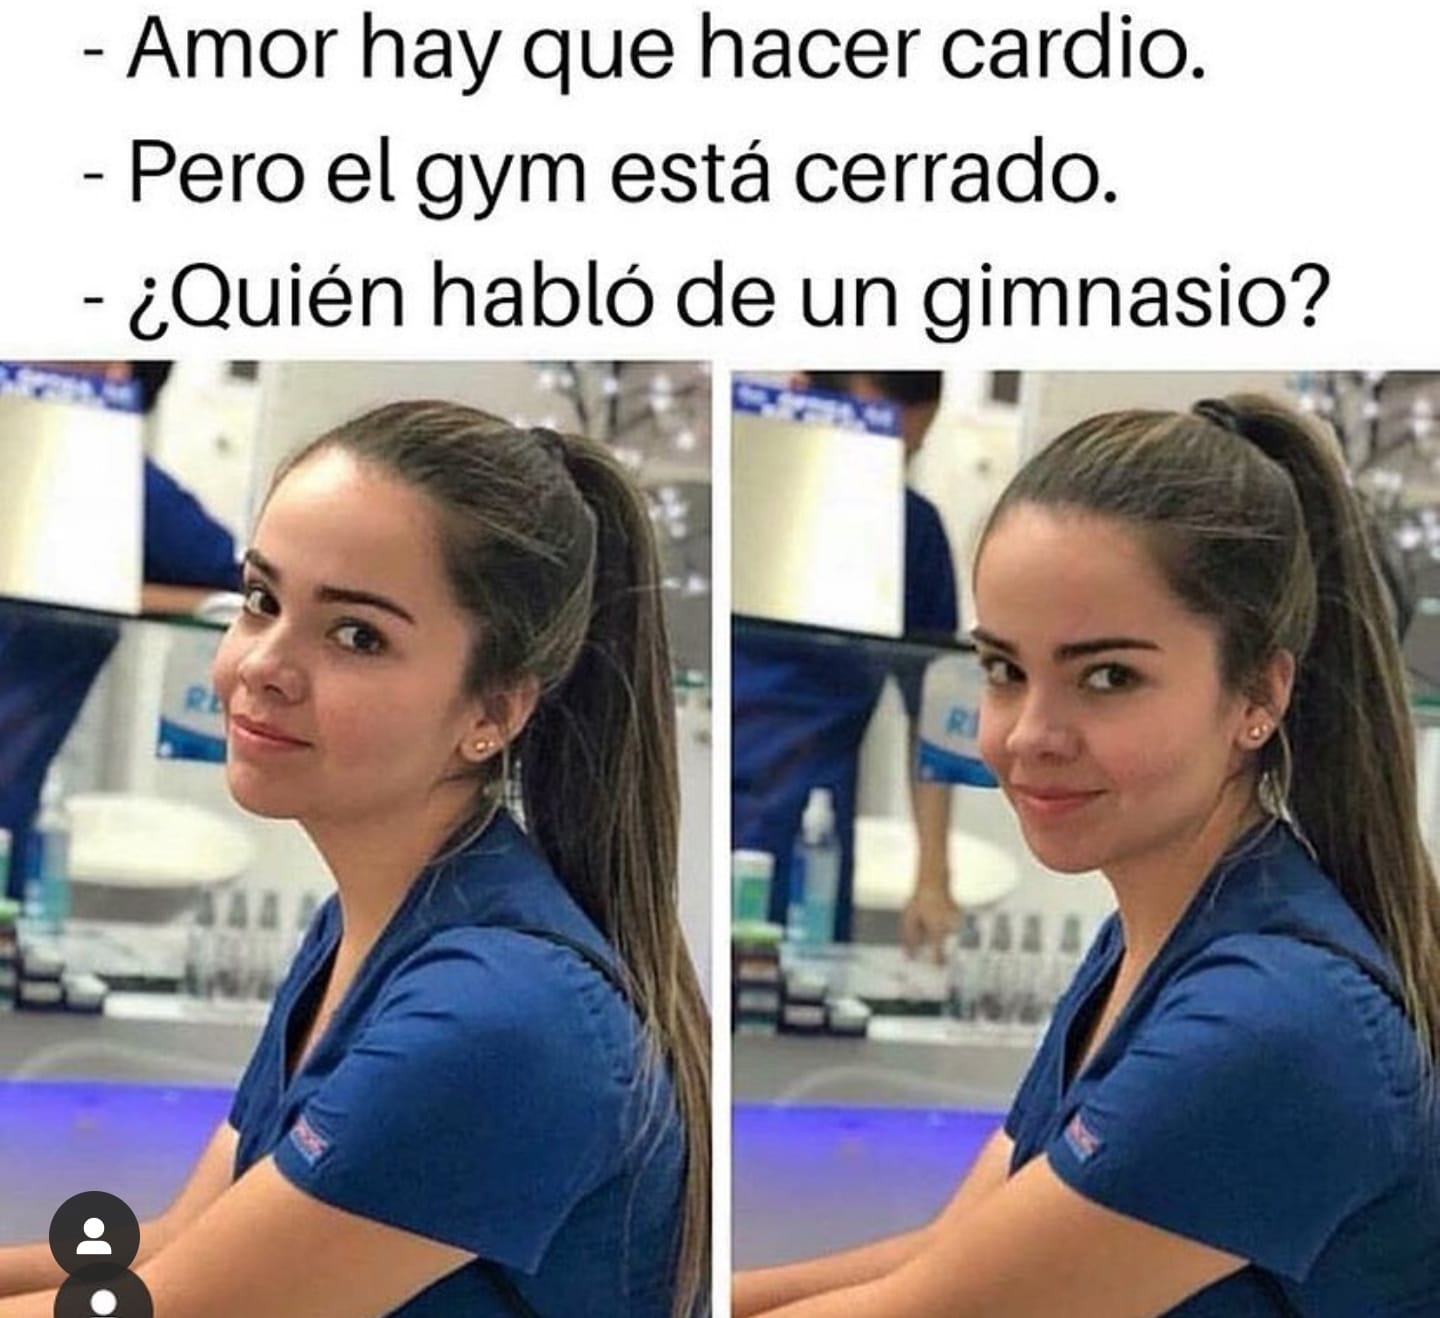 - Amor hay que hacer cardio.
- Pero el gym está cerrado.
- ¿Quién habló de un gimnasio?